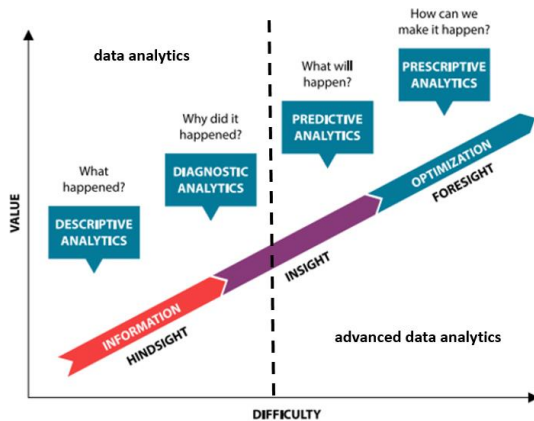 data analytics
How can we
make it happen?
PRESCRIPTIVE
ANALYTICS
What will
happen?
PREDICTIVE
ANALYTICS
Why did it
happened?
DIAGNOSTIC
ANALYTICS
What
happened?
DESCRIPTIVE
ANALYTICS
VALUE
OPTIMIZATION
FORESIGHT
INSIGHT
INFORMATION
HINDSIGHT
advanced data analytics
DIFFICULTY